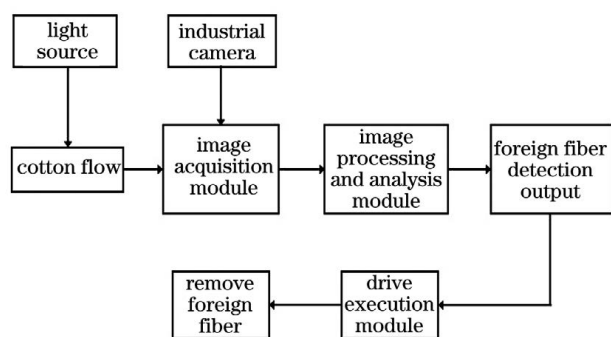 light
source
industrial
camera
cotton flow
image
acquisition
module
image
processing
and analysis
module
foreign fiber
detection
output
remove
foreign
fiber
drive
execution
module